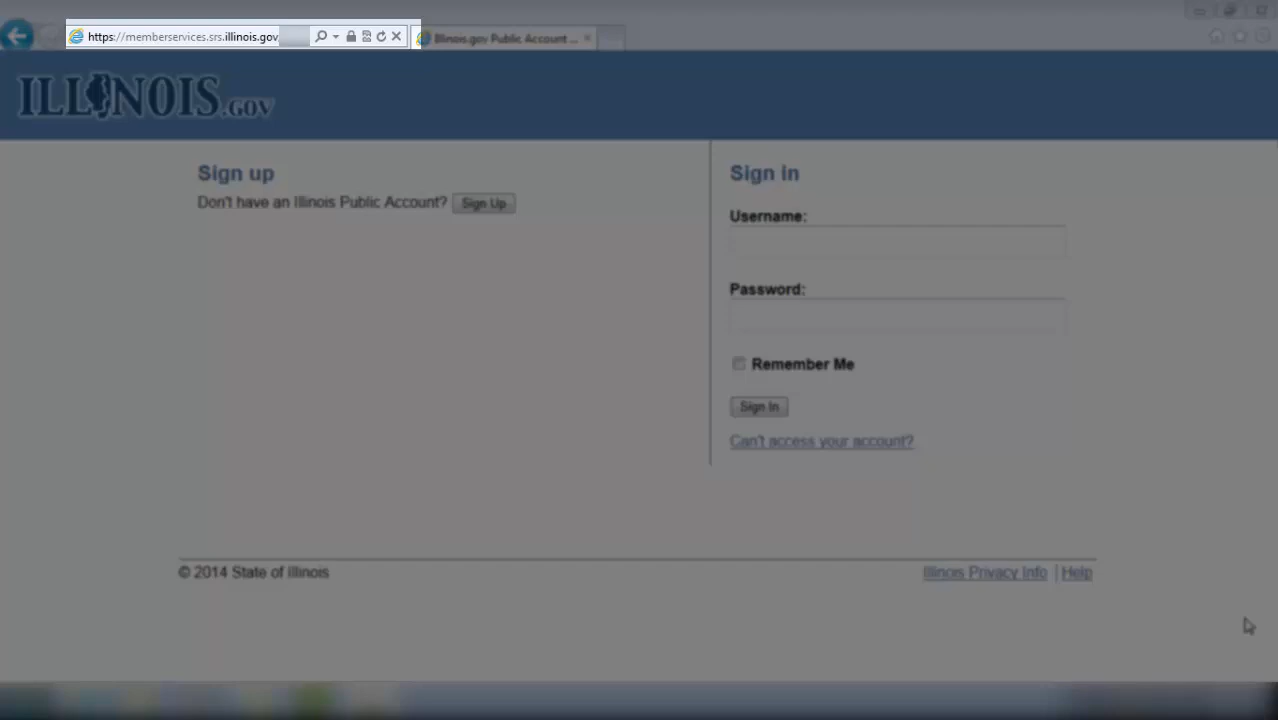 https://memberservices.srs.illinois.gov
Illinois.gov Public Account ...
ILLINOIS.GOV
Sign up
Don't have an Illinois Public Account? Sign Up
Sign in
Username:
Password:
Remember Me
Sign In
Can't access your account?
© 2014 State of Illinois
Illinois Privacy Info | Help